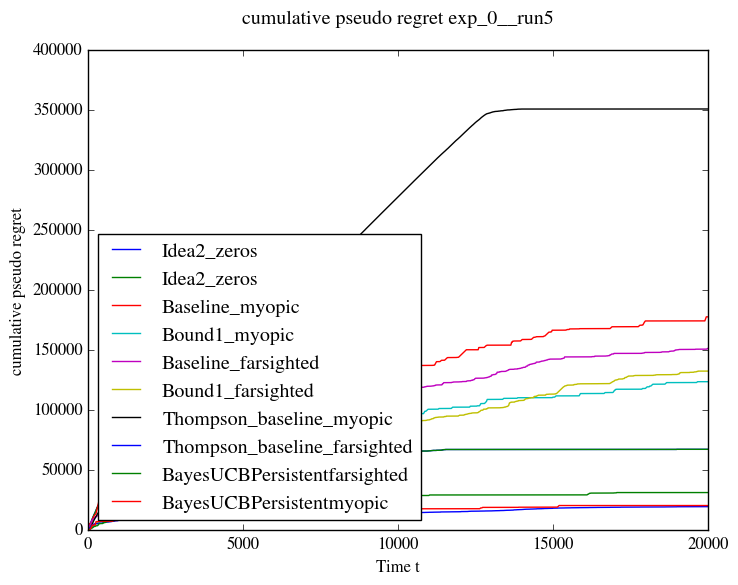 cumulative pseudo regret exp_0__run5
400000
350000
300000
250000
200000
150000
100000
50000
0
cumulative pseudo regret
Idea2_zeros
Idea2_zeros
Baseline_myopic
Bound1_myopic
Baseline_farsighted
Bound1_farsighted
Thompson_baseline_myopic
Thompson_baseline_farsighted
BayesUCBPersistentfarsighted
BayesUCBPersistentmyopic
0 5000 10000 15000 20000
Time t